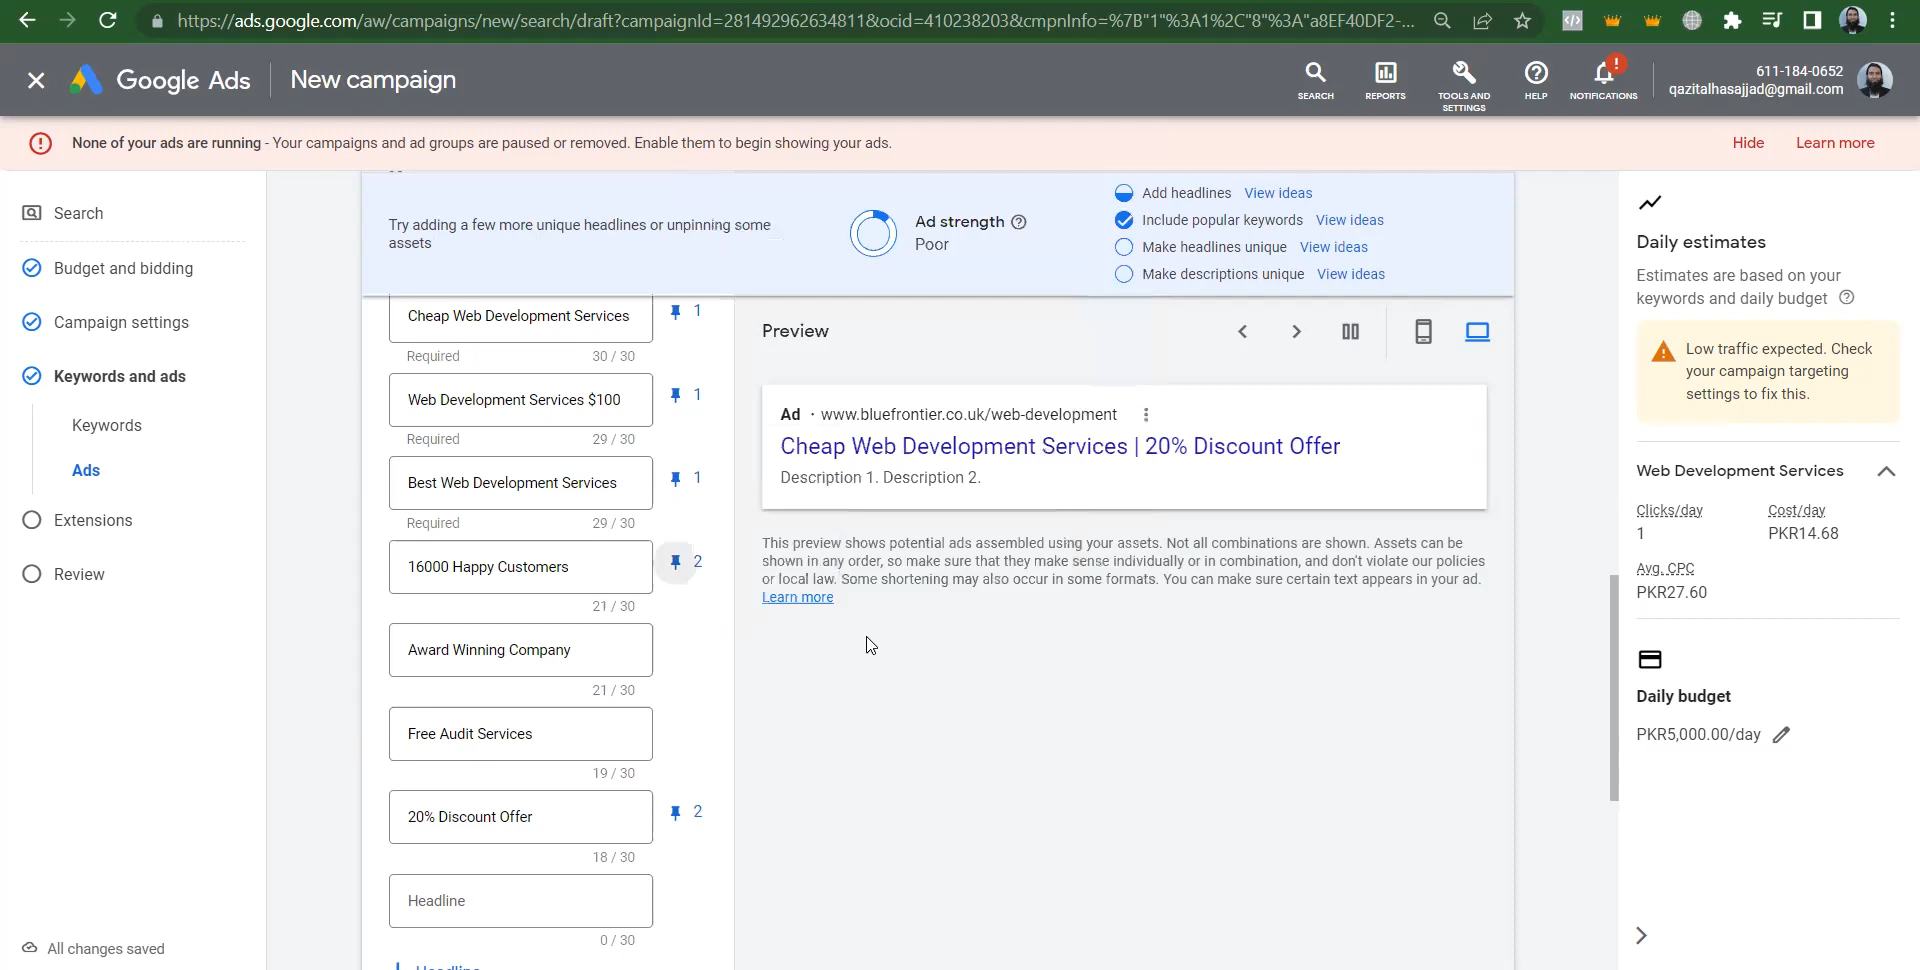 https://ads.google.com/aw/campaigns/new/search/draft?campaignId=281492962634811&ocid=410238203&cmpnInfo=%7B"1"%3A1%2C"8"%3A"a8EF40DF2-...
Google Ads
New campaign
SEARCH
REPORTS
TOOLS AND
SETTINGS
HELP
!
NOTIFICATIONS
611-184-0652
qazitalhasajjad@gmail.com
None of your ads are running - Your campaigns and ad groups are paused or removed. Enable them to begin showing your ads.
Hide
Learn more
Search
Budget and bidding
Campaign settings
Keywords and ads
Keywords
Ads
Extensions
Review
All changes saved
Try adding a few more unique headlines or unpinning some
assets
Ad strength
Poor
Add headlines View ideas
Include popular keywords View ideas
Make headlines unique View ideas
Make descriptions unique View ideas
Cheap Web Development Services
1
Required
30 / 30
Web Development Services $100
1
Required
29 / 30
Best Web Development Services
1
Required
29 / 30
16000 Happy Customers
2
21 / 30
Award Winning Company
21 / 30
Free Audit Services
19 / 30
20% Discount Offer
2
18 / 30
Headline
0 / 30
Headline
Preview
Ad · www.bluefrontier.co.uk/web-development
Cheap Web Development Services | 20% Discount Offer
Description 1. Description 2.
This preview shows potential ads assembled using your assets. Not all combinations are shown. Assets can be
shown in any order, so make sure that they make sense individually or in combination, and don't violate our policies
or local law. Some shortening may also occur in some formats. You can make sure certain text appears in your ad.
Learn more
Daily estimates
Estimates are based on your
keywords and daily budget
Low traffic expected. Check
your campaign targeting
settings to fix this.
Web Development Services
Clicks/day
1
Cost/day
PKR14.68
Avg. CPC
PKR27.60
Daily budget
PKR5,000.00/day